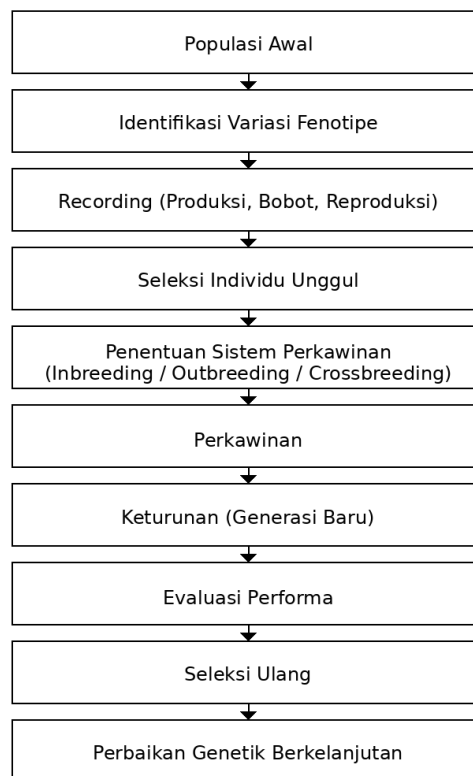 Populasi Awal
Identifikasi Variasi Fenotipe
Recording (Produksi, Bobot, Reproduksi)
Seleksi Individu Unggul
Penentuan Sistem Perkawinan
(Inbreeding / Outbreeding / Crossbreeding)
Perkawinan
Keturunan (Generasi Baru)
Evaluasi Performa
Seleksi Ulang
Perbaikan Genetik Berkelanjutan